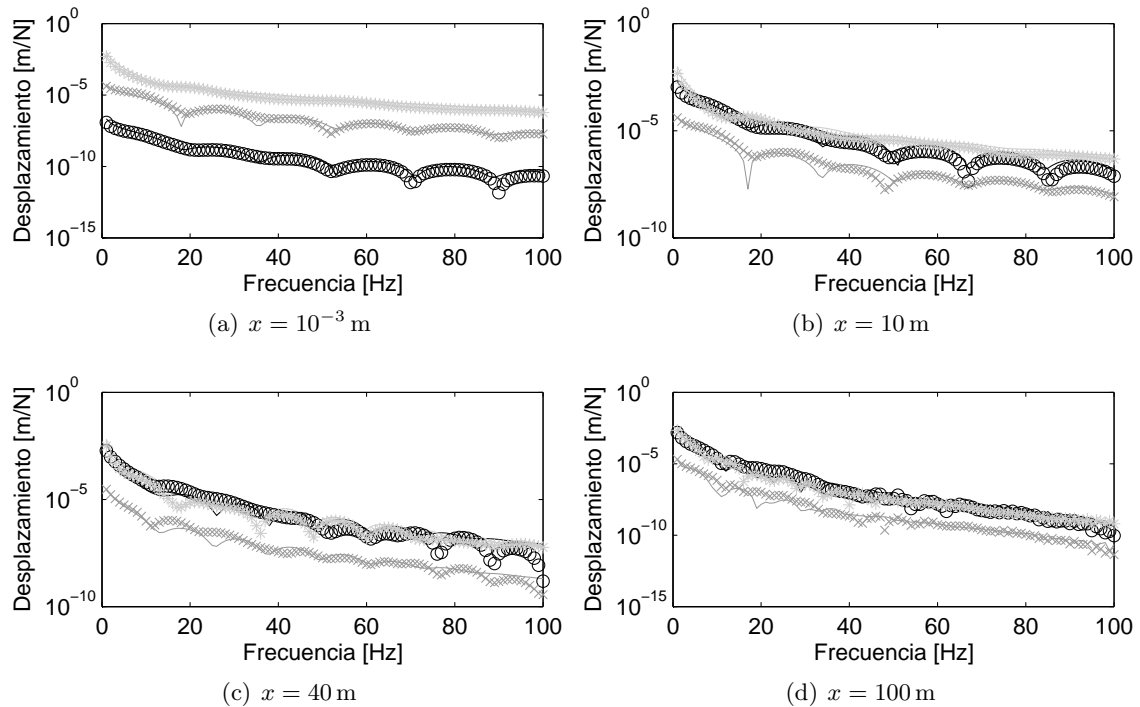 10^0
10^-5
10^-10
10^-15
Desplazamiento [m/N]
0 20 40 60 80 100
Frecuencia [Hz]
(a) x = 10^−3 m
10^0
10^-5
10^-10
Desplazamiento [m/N]
0 20 40 60 80 100
Frecuencia [Hz]
(b) x = 10 m
10^0
10^-5
10^-10
Desplazamiento [m/N]
0 20 40 60 80 100
Frecuencia [Hz]
(c) x = 40 m
10^0
10^-5
10^-10
10^-15
Desplazamiento [m/N]
0 20 40 60 80 100
Frecuencia [Hz]
(d) x = 100 m